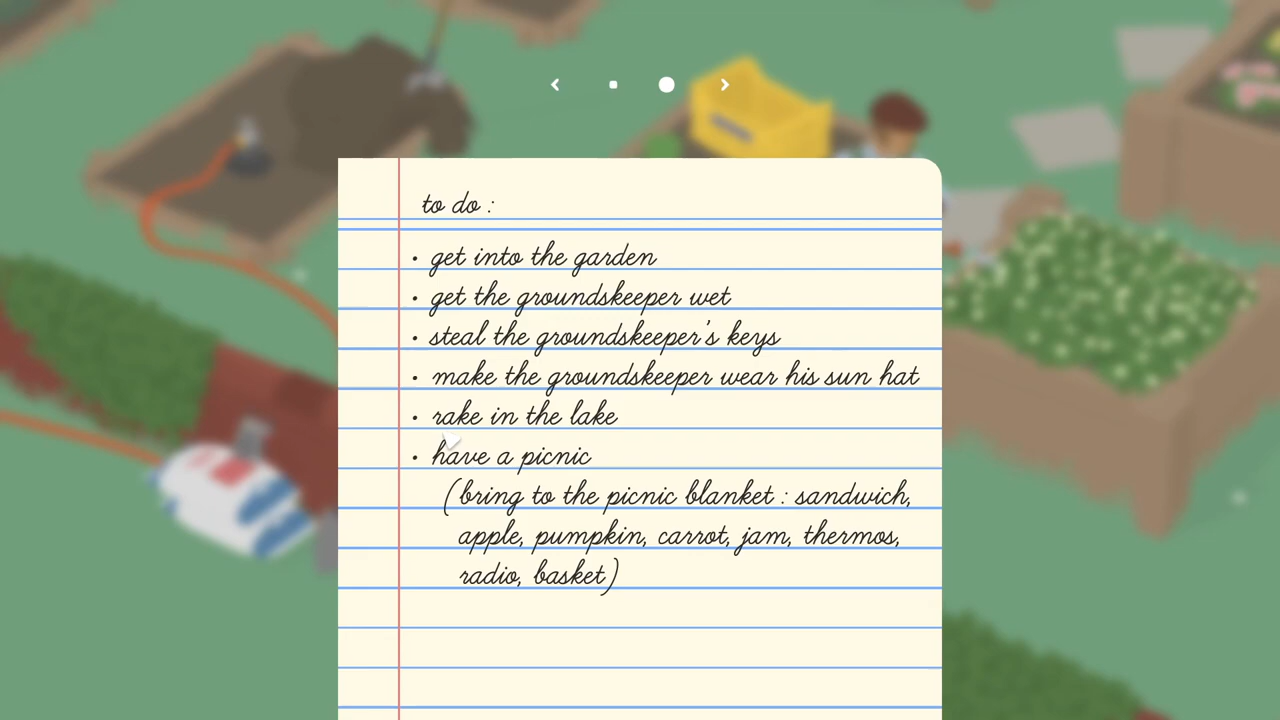 to do :
• get into the garden
• get the groundskeeper wet
• steal the groundskeeper's keys
• make the groundskeeper wear his sun hat
• rake in the lake
• have a picnic
(bring to the picnic blanket : sandwich,
apple, pumpkin, carrot, jam, thermos,
radio, basket)